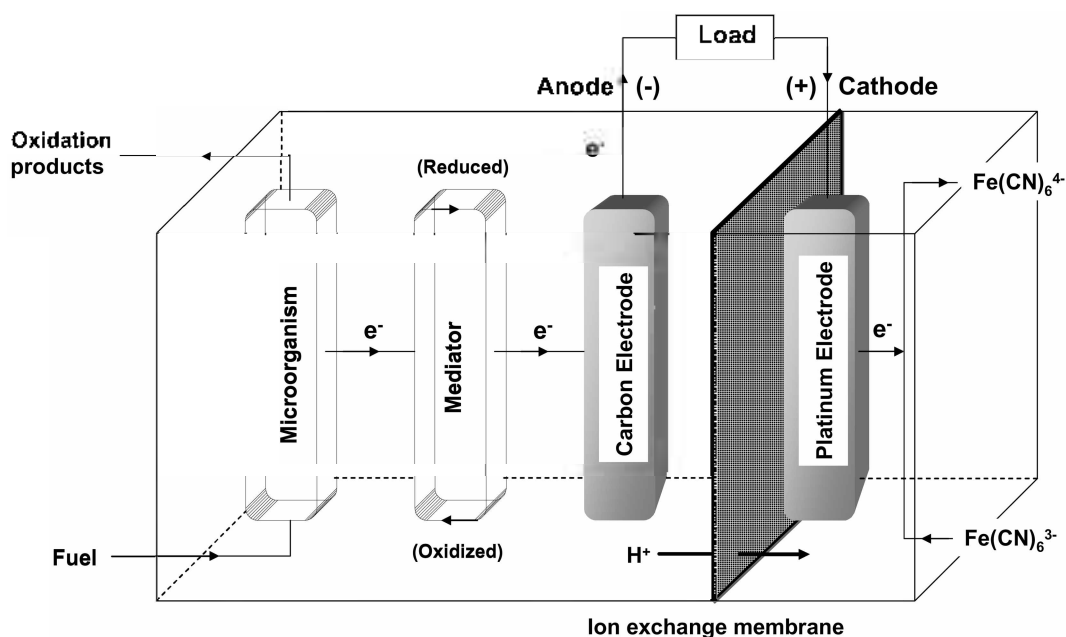 Load
Anode (-)
(+) Cathode
Oxidation
products
(Reduced)
Fe(CN)₆⁴⁻
e⁻
Microorganism
e⁻
Mediator
e⁻
Carbon Electrode
Platinum Electrode
e⁻
Fuel
(Oxidized)
H⁺
Fe(CN)₆³⁻
Ion exchange membrane